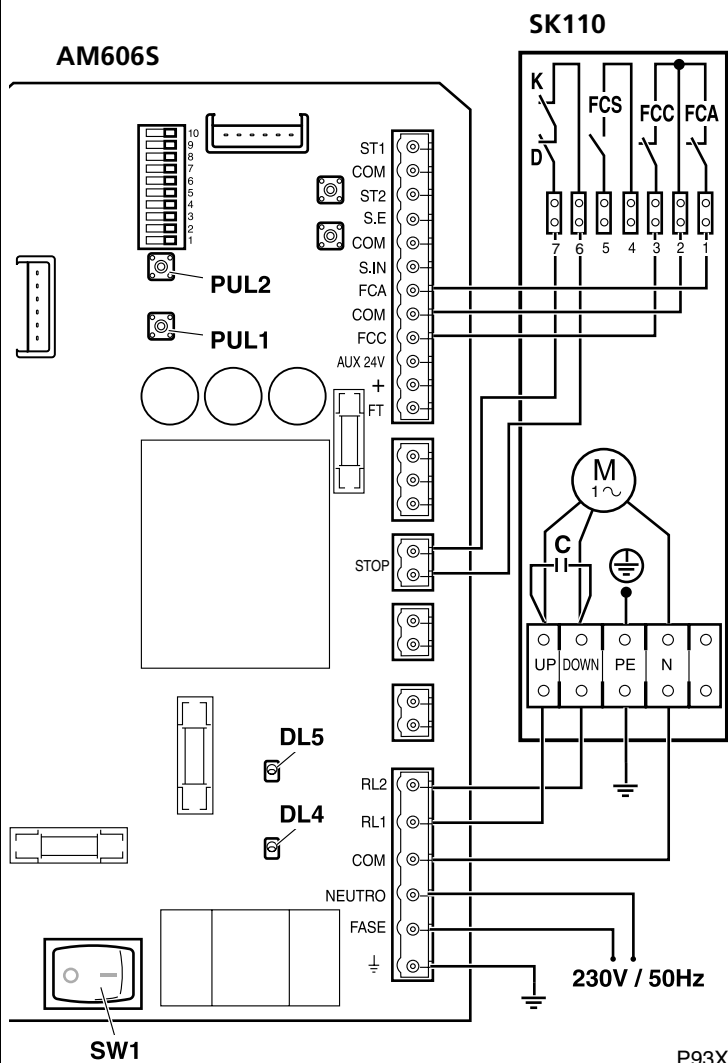 SK110
AM606S
K
D
FCS
FCC
FCA
7
6
5
4
3
2
1
10
9
8
7
6
5
4
3
2
1
PUL2
PUL1
ST1
COM
ST2
S.E
COM
S.IN
FCA
COM
FCC
AUX 24V
+
FT
STOP
M
1~
C
UP
DOWN
PE
N
DL5
DL4
RL2
RL1
COM
NEUTRO
FASE
230V / 50Hz
SW1
P93X